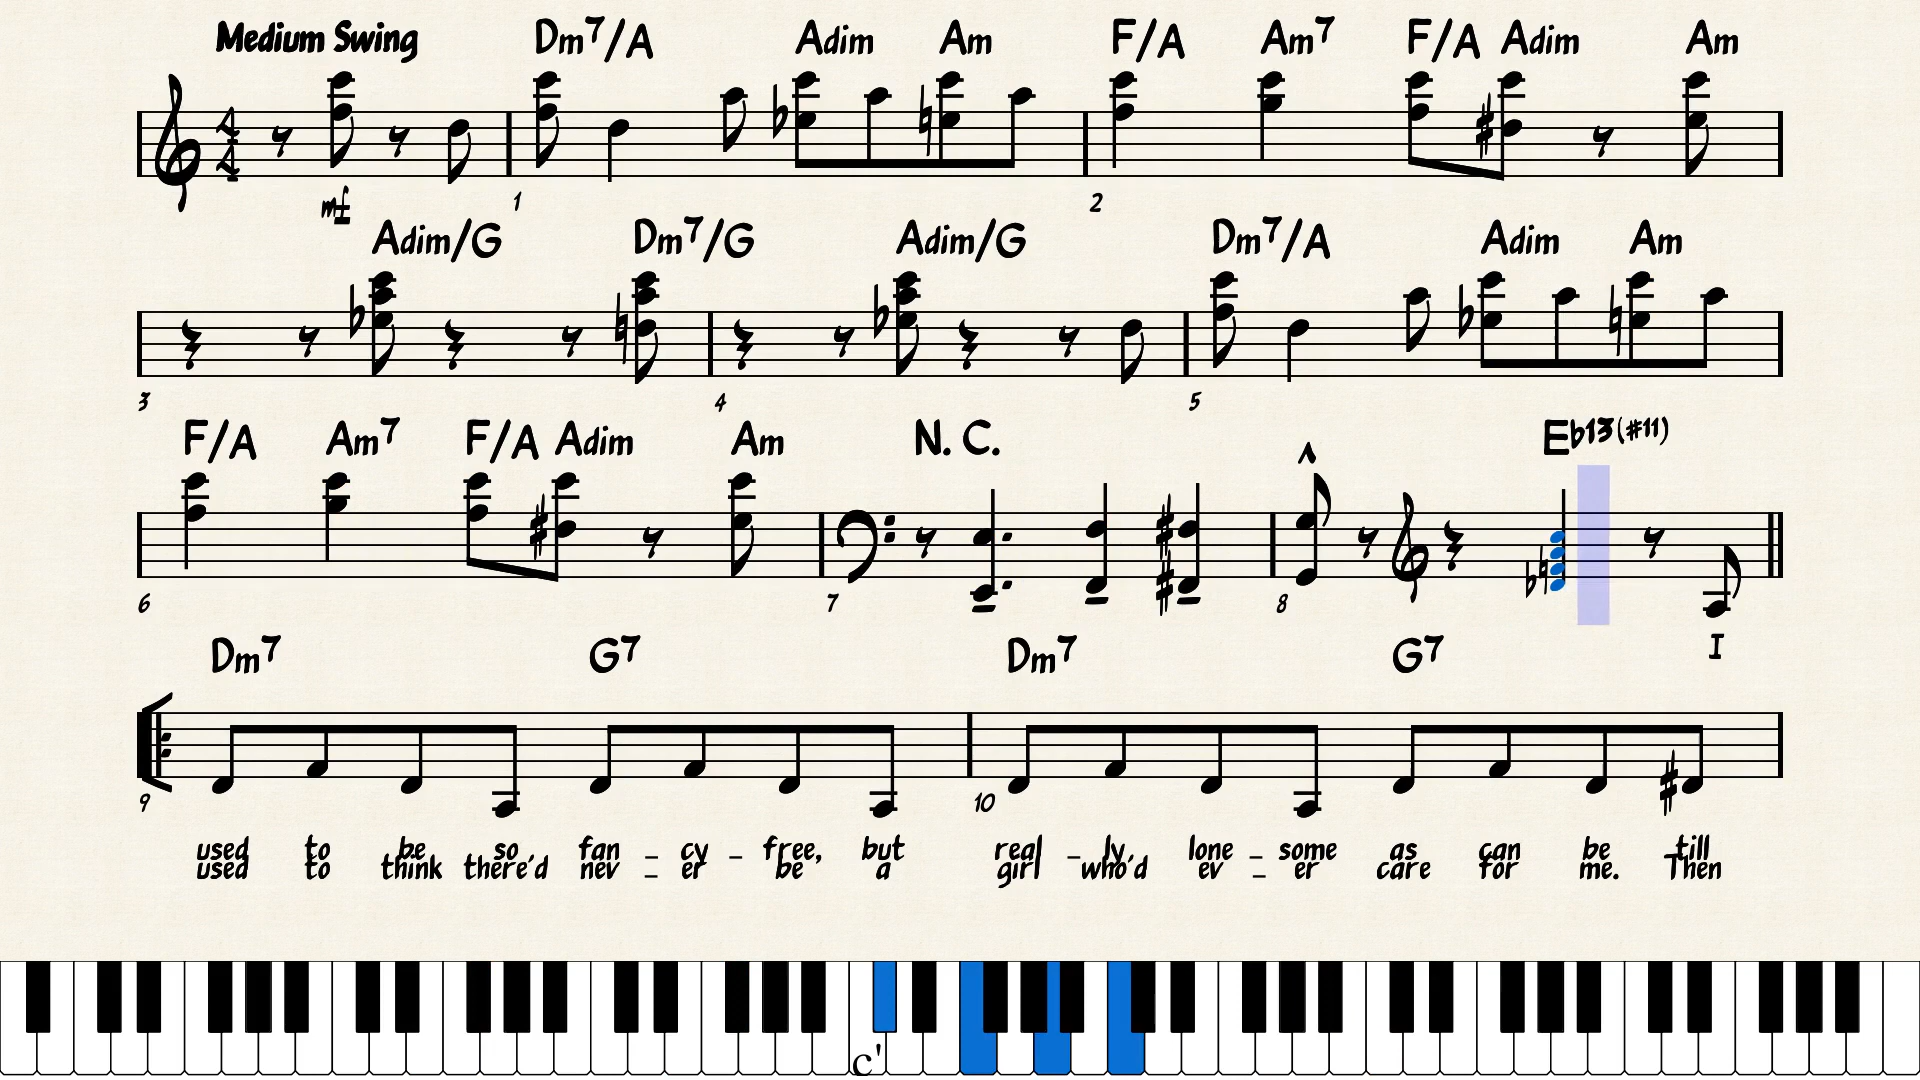 Medium Swing Dm7/A Adim Am F/A Am7 F/A Adim Am
4
4
mf 1 2
Adim/G Dm7/G Adim/G Dm7/A Adim Am
3 4 5
F/A Am7 F/A Adim Am N. C. Eb13(#11)
6 7 8
I
Dm7 G7 Dm7 G7
9 10
used to be so fan _ cy _ free, but real _ ly, lone _ some as can be till
used to think there'd nev _ er be a girl who'd ev _ er care for me. Then
c'